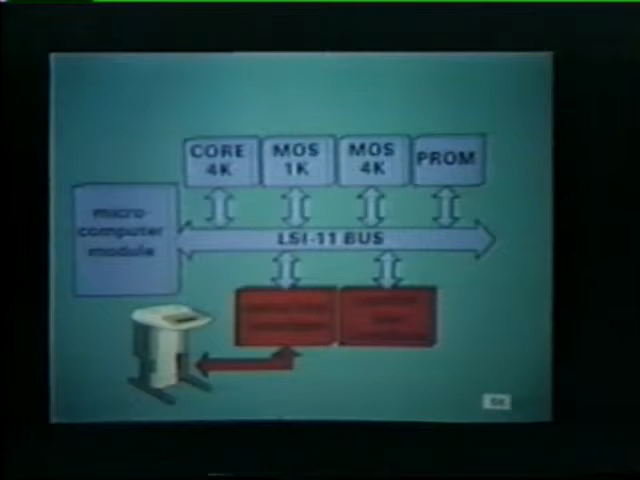 CORE
4K
MOS
1K
MOS
4K
PROM
micro-
computer
module
LSI-11 BUS